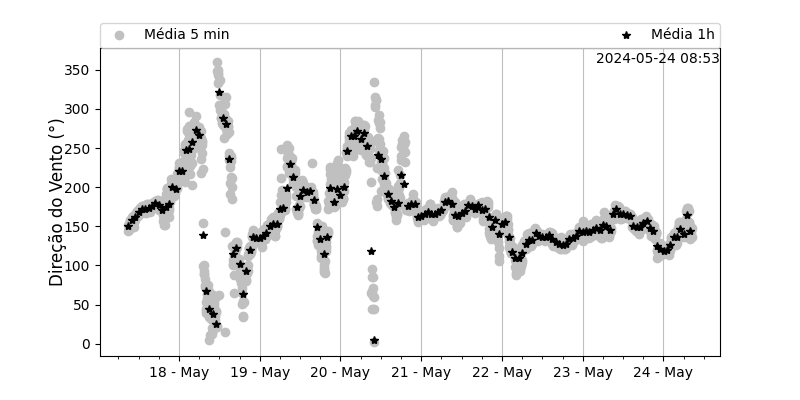 Média 5 min
Média 1h
2024-05-24 08:53
Direção do Vento (°)
350
300
250
200
150
100
50
0
18 - May
19 - May
20 - May
21 - May
22 - May
23 - May
24 - May